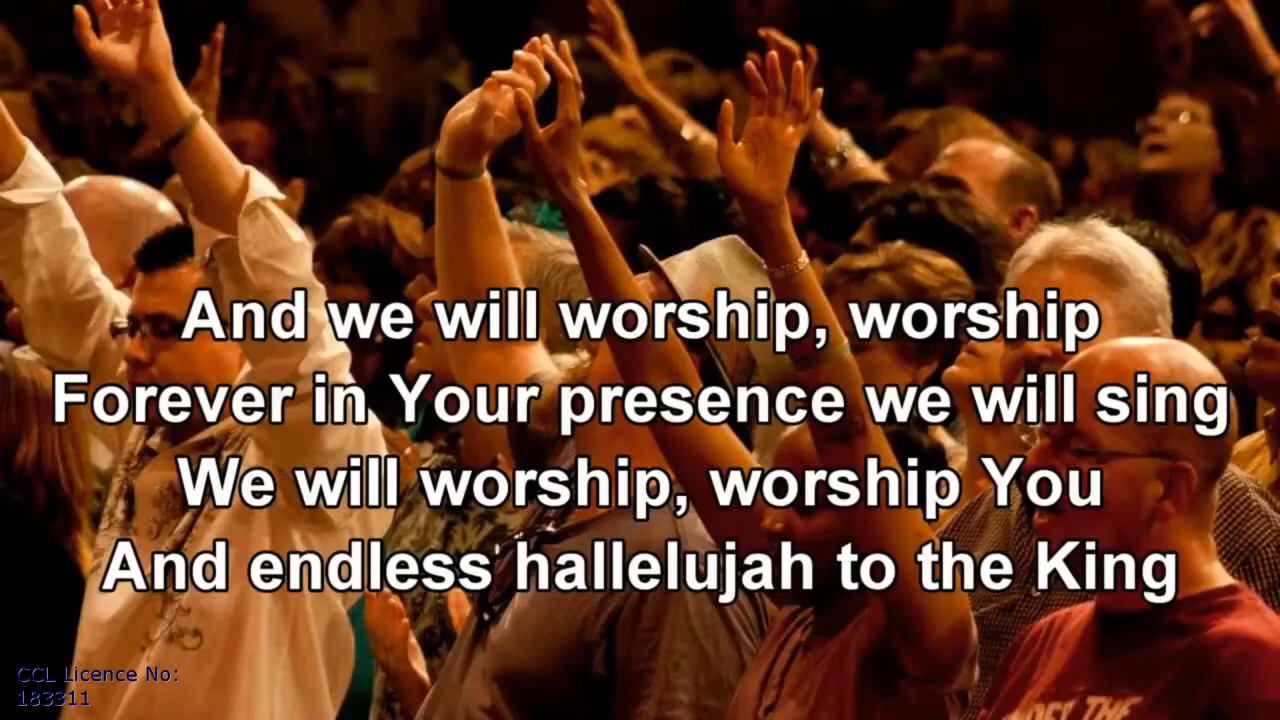 And we will worship, worship
Forever in Your presence we will sing
We will worship, worship You
And endless hallelujah to the King
CCL Licence No:
183311
THE